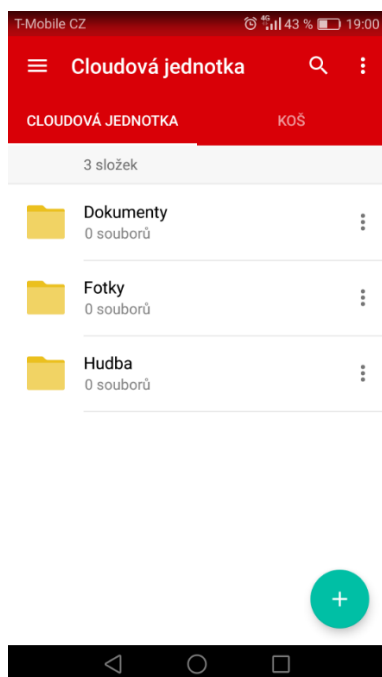 T-Mobile CZ 4G 43 % 19:00
Cloudová jednotka
CLOUDOVÁ JEDNOTKA KOŠ
3 složek
Dokumenty
0 souborů
Fotky
0 souborů
Hudba
0 souborů